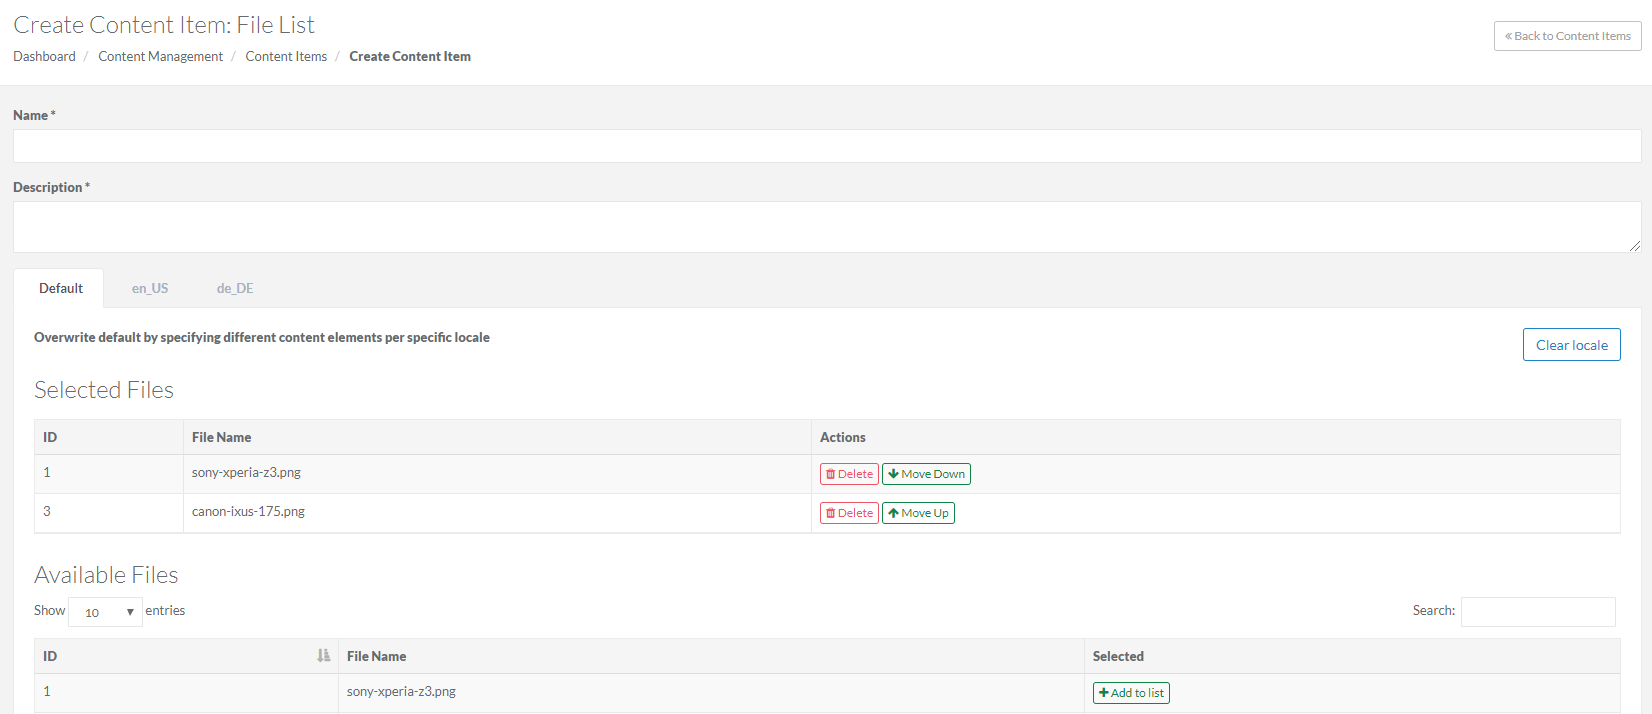 Create Content Item: File List
« Back to Content Items
Dashboard / Content Management / Content Items / Create Content Item
Name *
Description *
Default en_US de_DE
Overwrite default by specifying different content elements per specific locale
Clear locale
Selected Files
ID File Name Actions
1 sony-xperia-z3.png Delete Move Down
3 canon-ixus-175.png Delete Move Up
Available Files
Show 10 entries Search:
ID File Name Selected
1 sony-xperia-z3.png Add to list